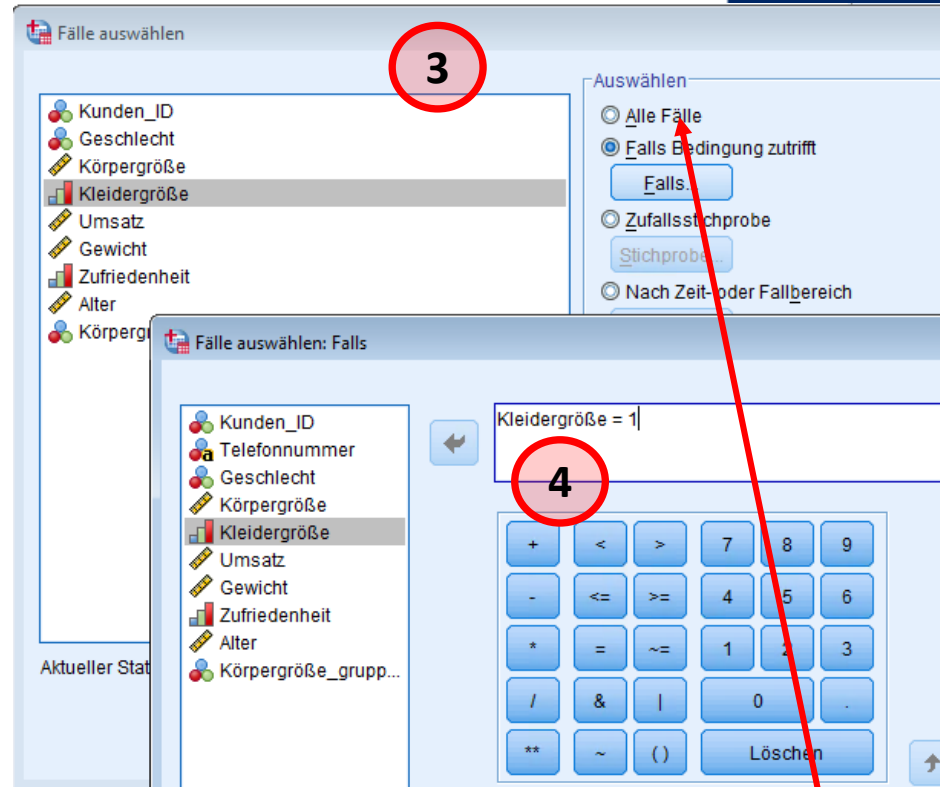 Fälle auswählen
3
Kunden_ID
Geschlecht
Körpergröße
Kleidergröße
Umsatz
Gewicht
Zufriedenheit
Alter
Auswählen
Alle Fälle
Falls Bedingung zutrifft
Falls...
Zufallsstichprobe
Stichprobe...
Nach Zeit- oder Fallbereich
Aktueller Stat
Fälle auswählen: Falls
Kunden_ID
Telefonnummer
Geschlecht
Körpergröße
Kleidergröße
Umsatz
Gewicht
Zufriedenheit
Alter
Körpergröße_grupp...
Kleidergröße = 1
4
+ < > 7 8 9
- <= >= 4 5 6
* = ~= 1 2 3
/ & | 0 .
** ~ () Löschen